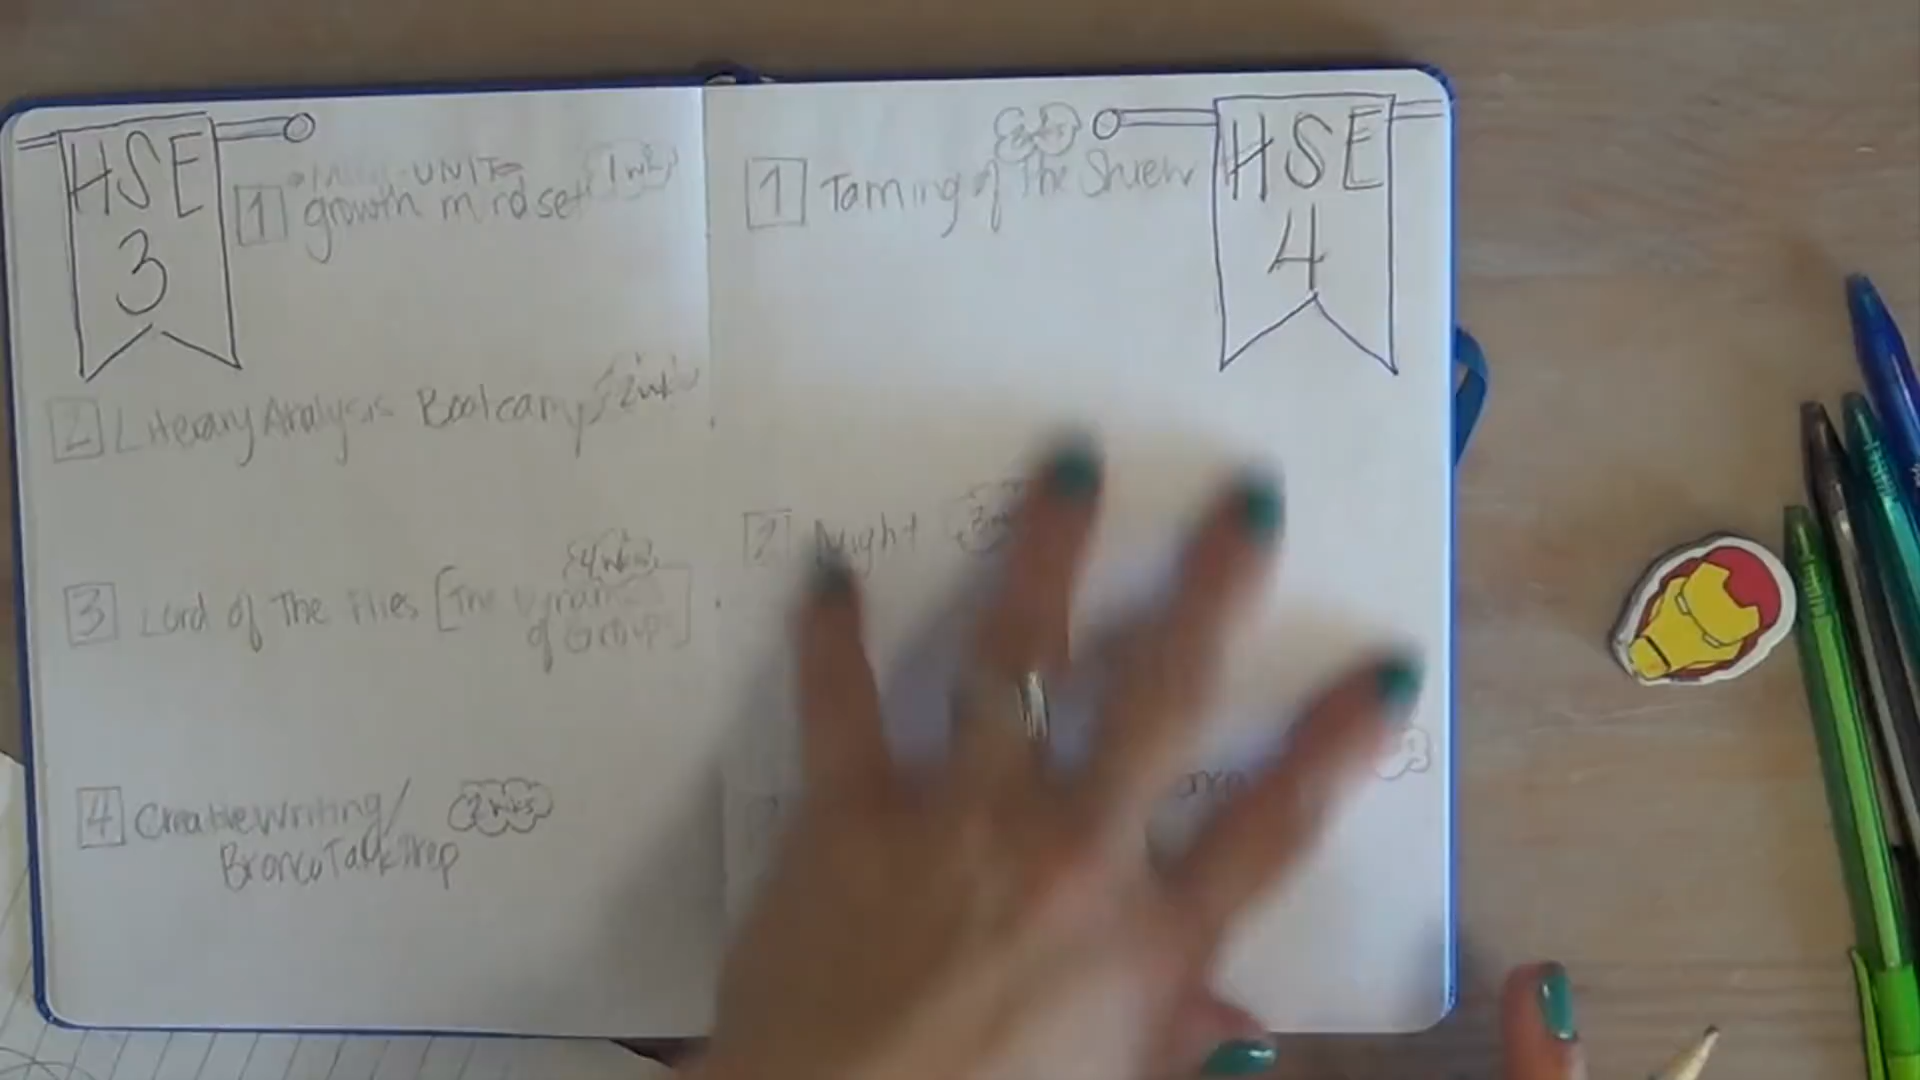 HSE
3
UNIT
1 growth mindset 1 wk
2 Literary Analysis Bootcamp 2 wks
4 wks
3 Lord of The Flies [The Dynamics
of Groups]
4 Creative Writing/ 2 wks
Bronco Talk Prep
HSE
4
1 Taming of The Shrew
2 Night